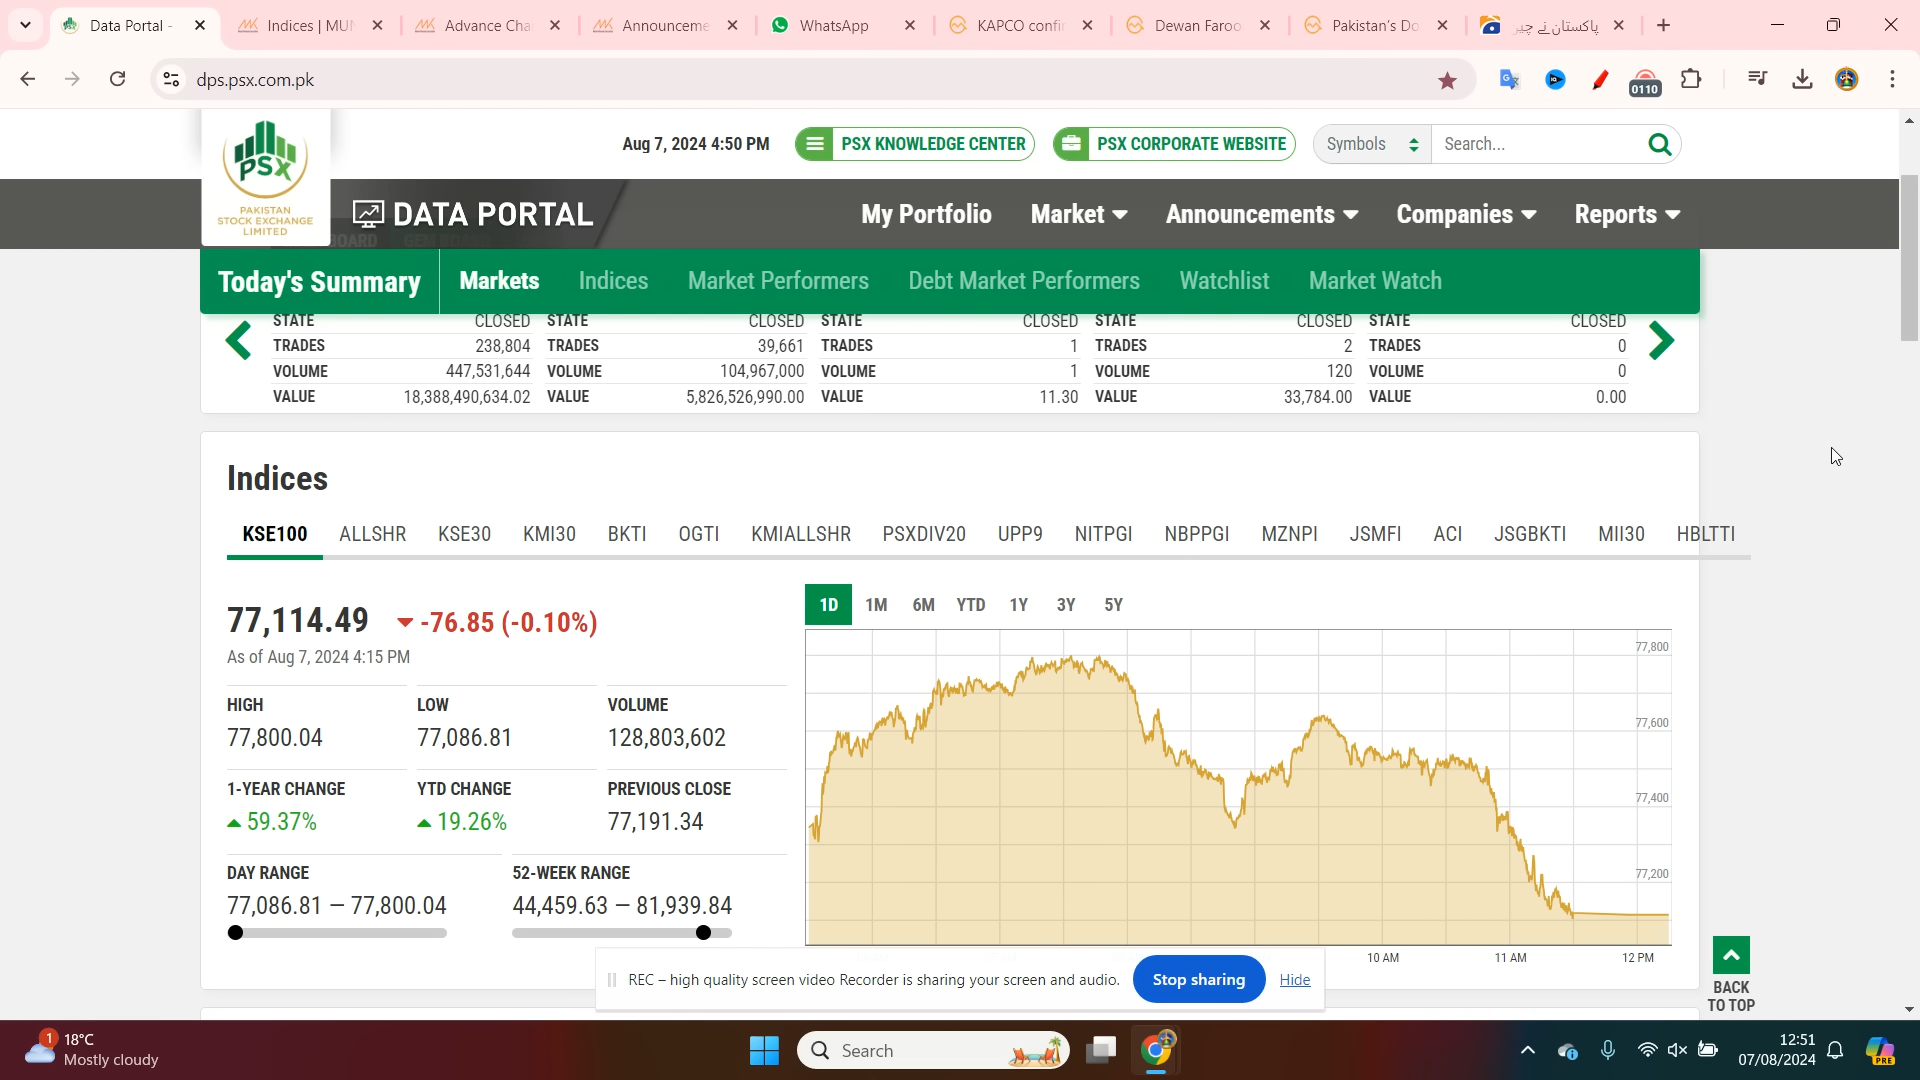 Data Portal -
Indices | MUN
Advance Cha
Announceme
WhatsApp
KAPCO confir
Dewan Faroo
Pakistan's Do
پاکستان نے چیر
dps.psx.com.pk
0110
PSX
PAKISTAN
STOCK EXCHANGE
LIMITED
Aug 7, 2024 4:50 PM
PSX KNOWLEDGE CENTER
PSX CORPORATE WEBSITE
Symbols
Search...
DATA PORTAL
My Portfolio
Market
Announcements
Companies
Reports
Today's Summary
Markets
Indices
Market Performers
Debt Market Performers
Watchlist
Market Watch
STATE CLOSED STATE CLOSED STATE CLOSED STATE CLOSED STATE CLOSED
TRADES 238,804 TRADES 39,661 TRADES 1 TRADES 2 TRADES 0
VOLUME 447,531,644 VOLUME 104,967,000 VOLUME 1 VOLUME 120 VOLUME 0
VALUE 18,388,490,634.02 VALUE 5,826,526,990.00 VALUE 11.30 VALUE 33,784.00 VALUE 0.00
Indices
KSE100 ALLSHR KSE30 KMI30 BKTI OGTI KMIALLSHR PSXDIV20 UPP9 NITPGI NBPPGI MZNPI JSMFI ACI JSGBKTI MII30 HBLTTI
77,114.49 -76.85 (-0.10%)
As of Aug 7, 2024 4:15 PM
HIGH LOW VOLUME
77,800.04 77,086.81 128,803,602
1-YEAR CHANGE YTD CHANGE PREVIOUS CLOSE
59.37% 19.26% 77,191.34
DAY RANGE 52-WEEK RANGE
77,086.81 — 77,800.04 44,459.63 — 81,939.84
1D 1M 6M YTD 1Y 3Y 5Y
77,800
77,600
77,400
77,200
10 AM 11 AM 12 PM
BACK
TO TOP
REC – high quality screen video Recorder is sharing your screen and audio.
Stop sharing
Hide
1
18°C
Mostly cloudy
Search
12:51
07/08/2024
PRE